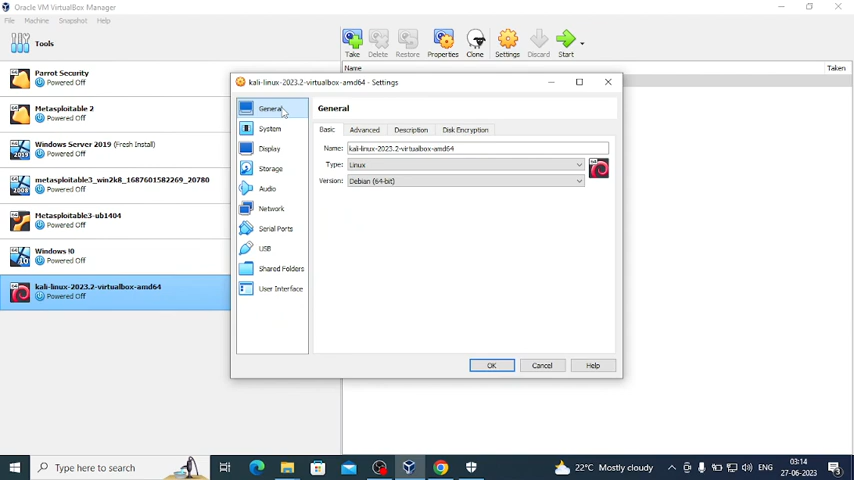 Oracle VM VirtualBox Manager
File Machine Snapshot Help
Tools
Take Delete Restore Properties Clone Settings Discard Start
Name Taken
Parrot Security
Powered Off
Metasploitable 2
Powered Off
Windows Server 2019 (Fresh Install)
Powered Off
2019
metasploitable3_win2k8_1687601582269_20780
Powered Off
2008
Metasploitable3-ub1404
Powered Off
Windows !0
Powered Off
kali-linux-2023.2-virtualbox-amd64
Powered Off
kali-linux-2023.2-virtualbox-amd64 - Settings
General
System
Display
Storage
Audio
Network
Serial Ports
USB
Shared Folders
User Interface
General
Basic Advanced Description Disk Encryption
Name: kali-linux-2023.2-virtualbox-amd64
Type: Linux
Version: Debian (64-bit)
OK Cancel Help
Type here to search
22°C Mostly cloudy
ENG
03:14
27-06-2023
3